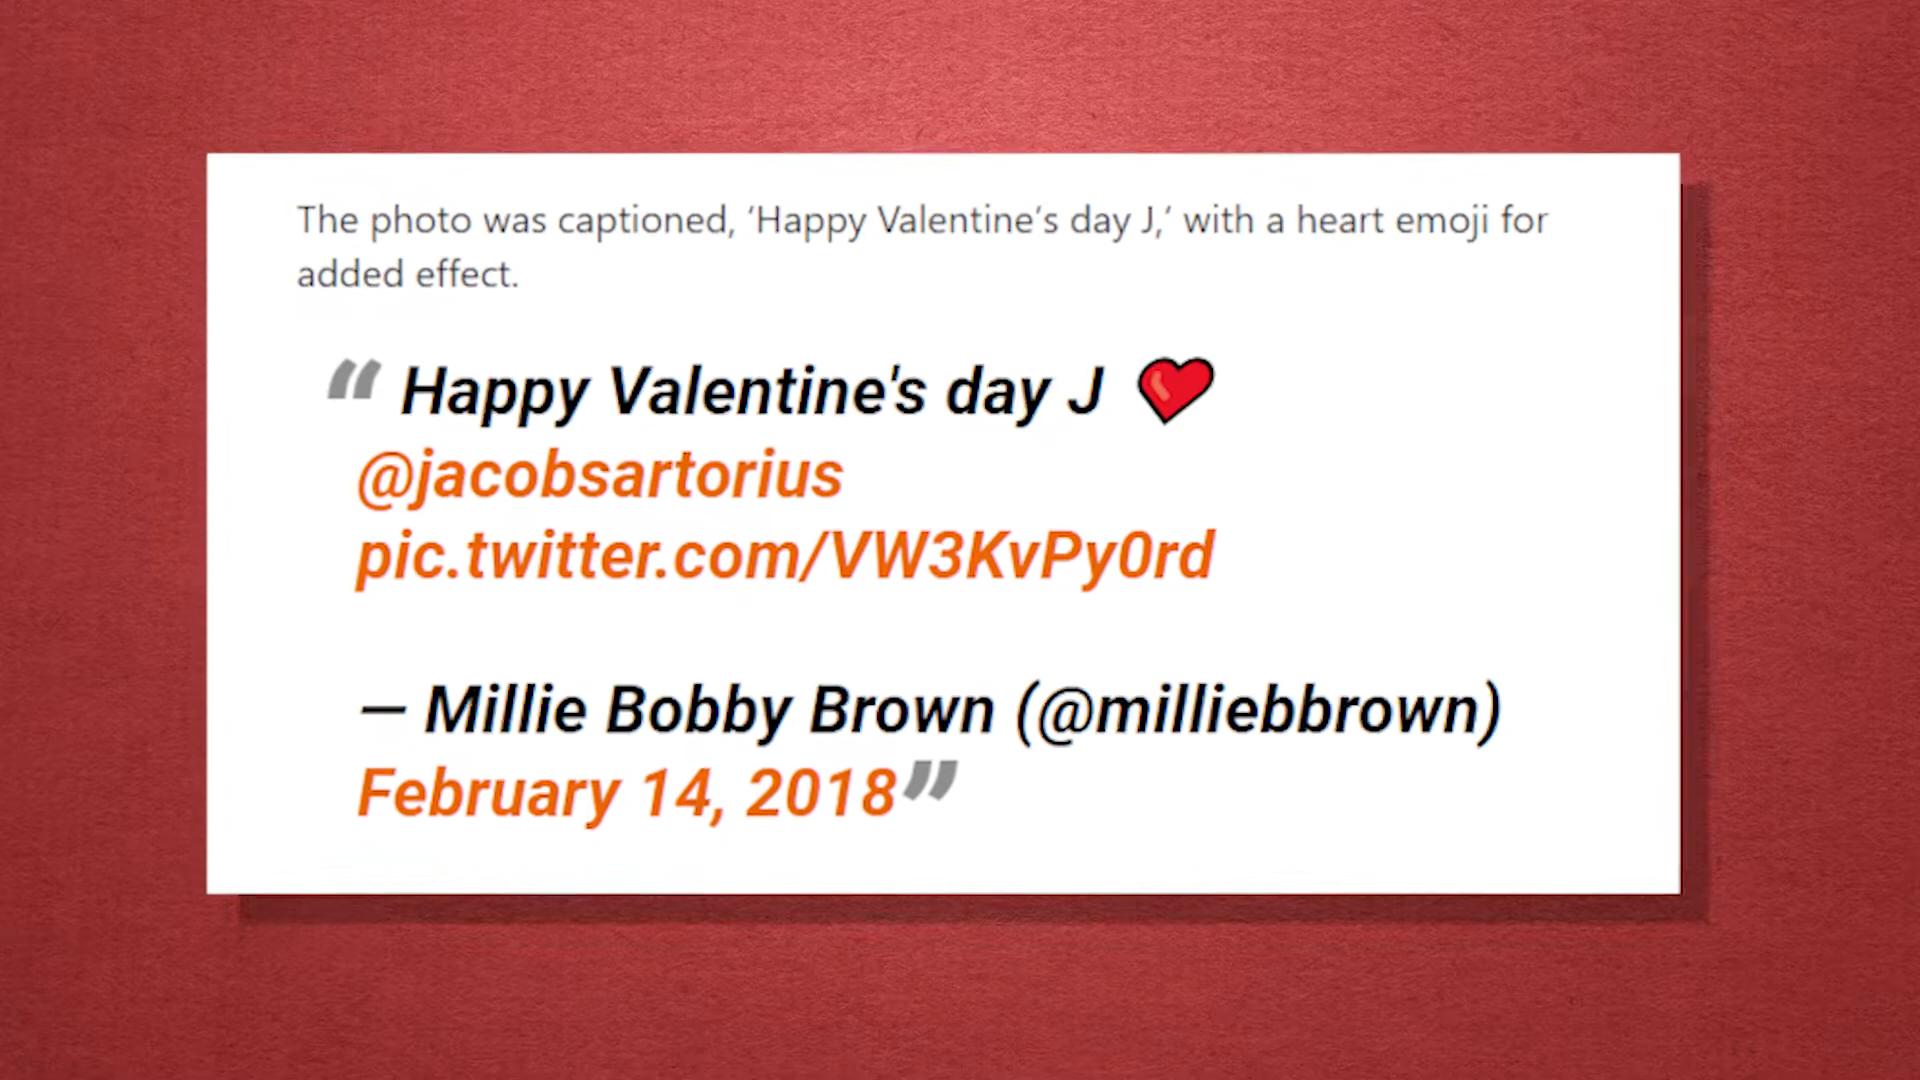 The photo was captioned, ‘Happy Valentine’s day J,’ with a heart emoji for
added effect.
“ Happy Valentine's day J ❤
@jacobsartorius
pic.twitter.com/VW3KvPy0rd
— Millie Bobby Brown (@milliebbrown)
February 14, 2018”